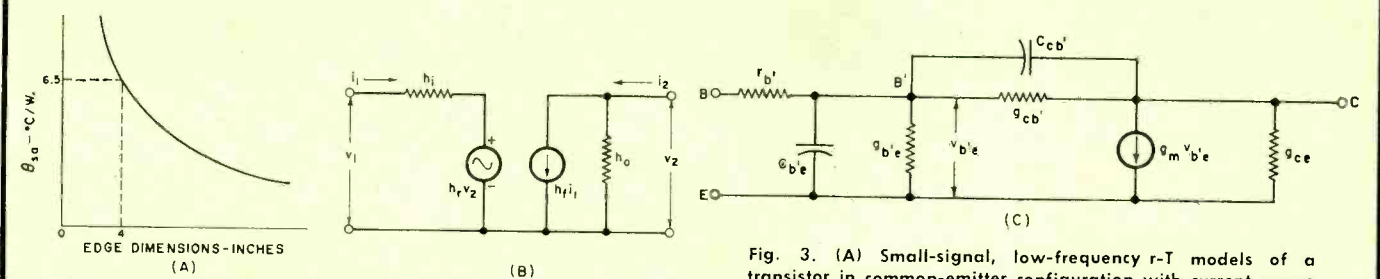 6.5
θsa - °C/W.
0
4
EDGE DIMENSIONS-INCHES
(A)
i1
hi
i2
v1
+
-
hrv2
hfi1
ho
v2
(B)
B
rb'
B'
Ccb'
gcb'
C
Cb'e
gb'e
vb'e
gm vb'e
gce
E
(C)
Fig. 3. (A) Small-signal, low-frequency r-T models of a
transistor in common-emitter configuration with current